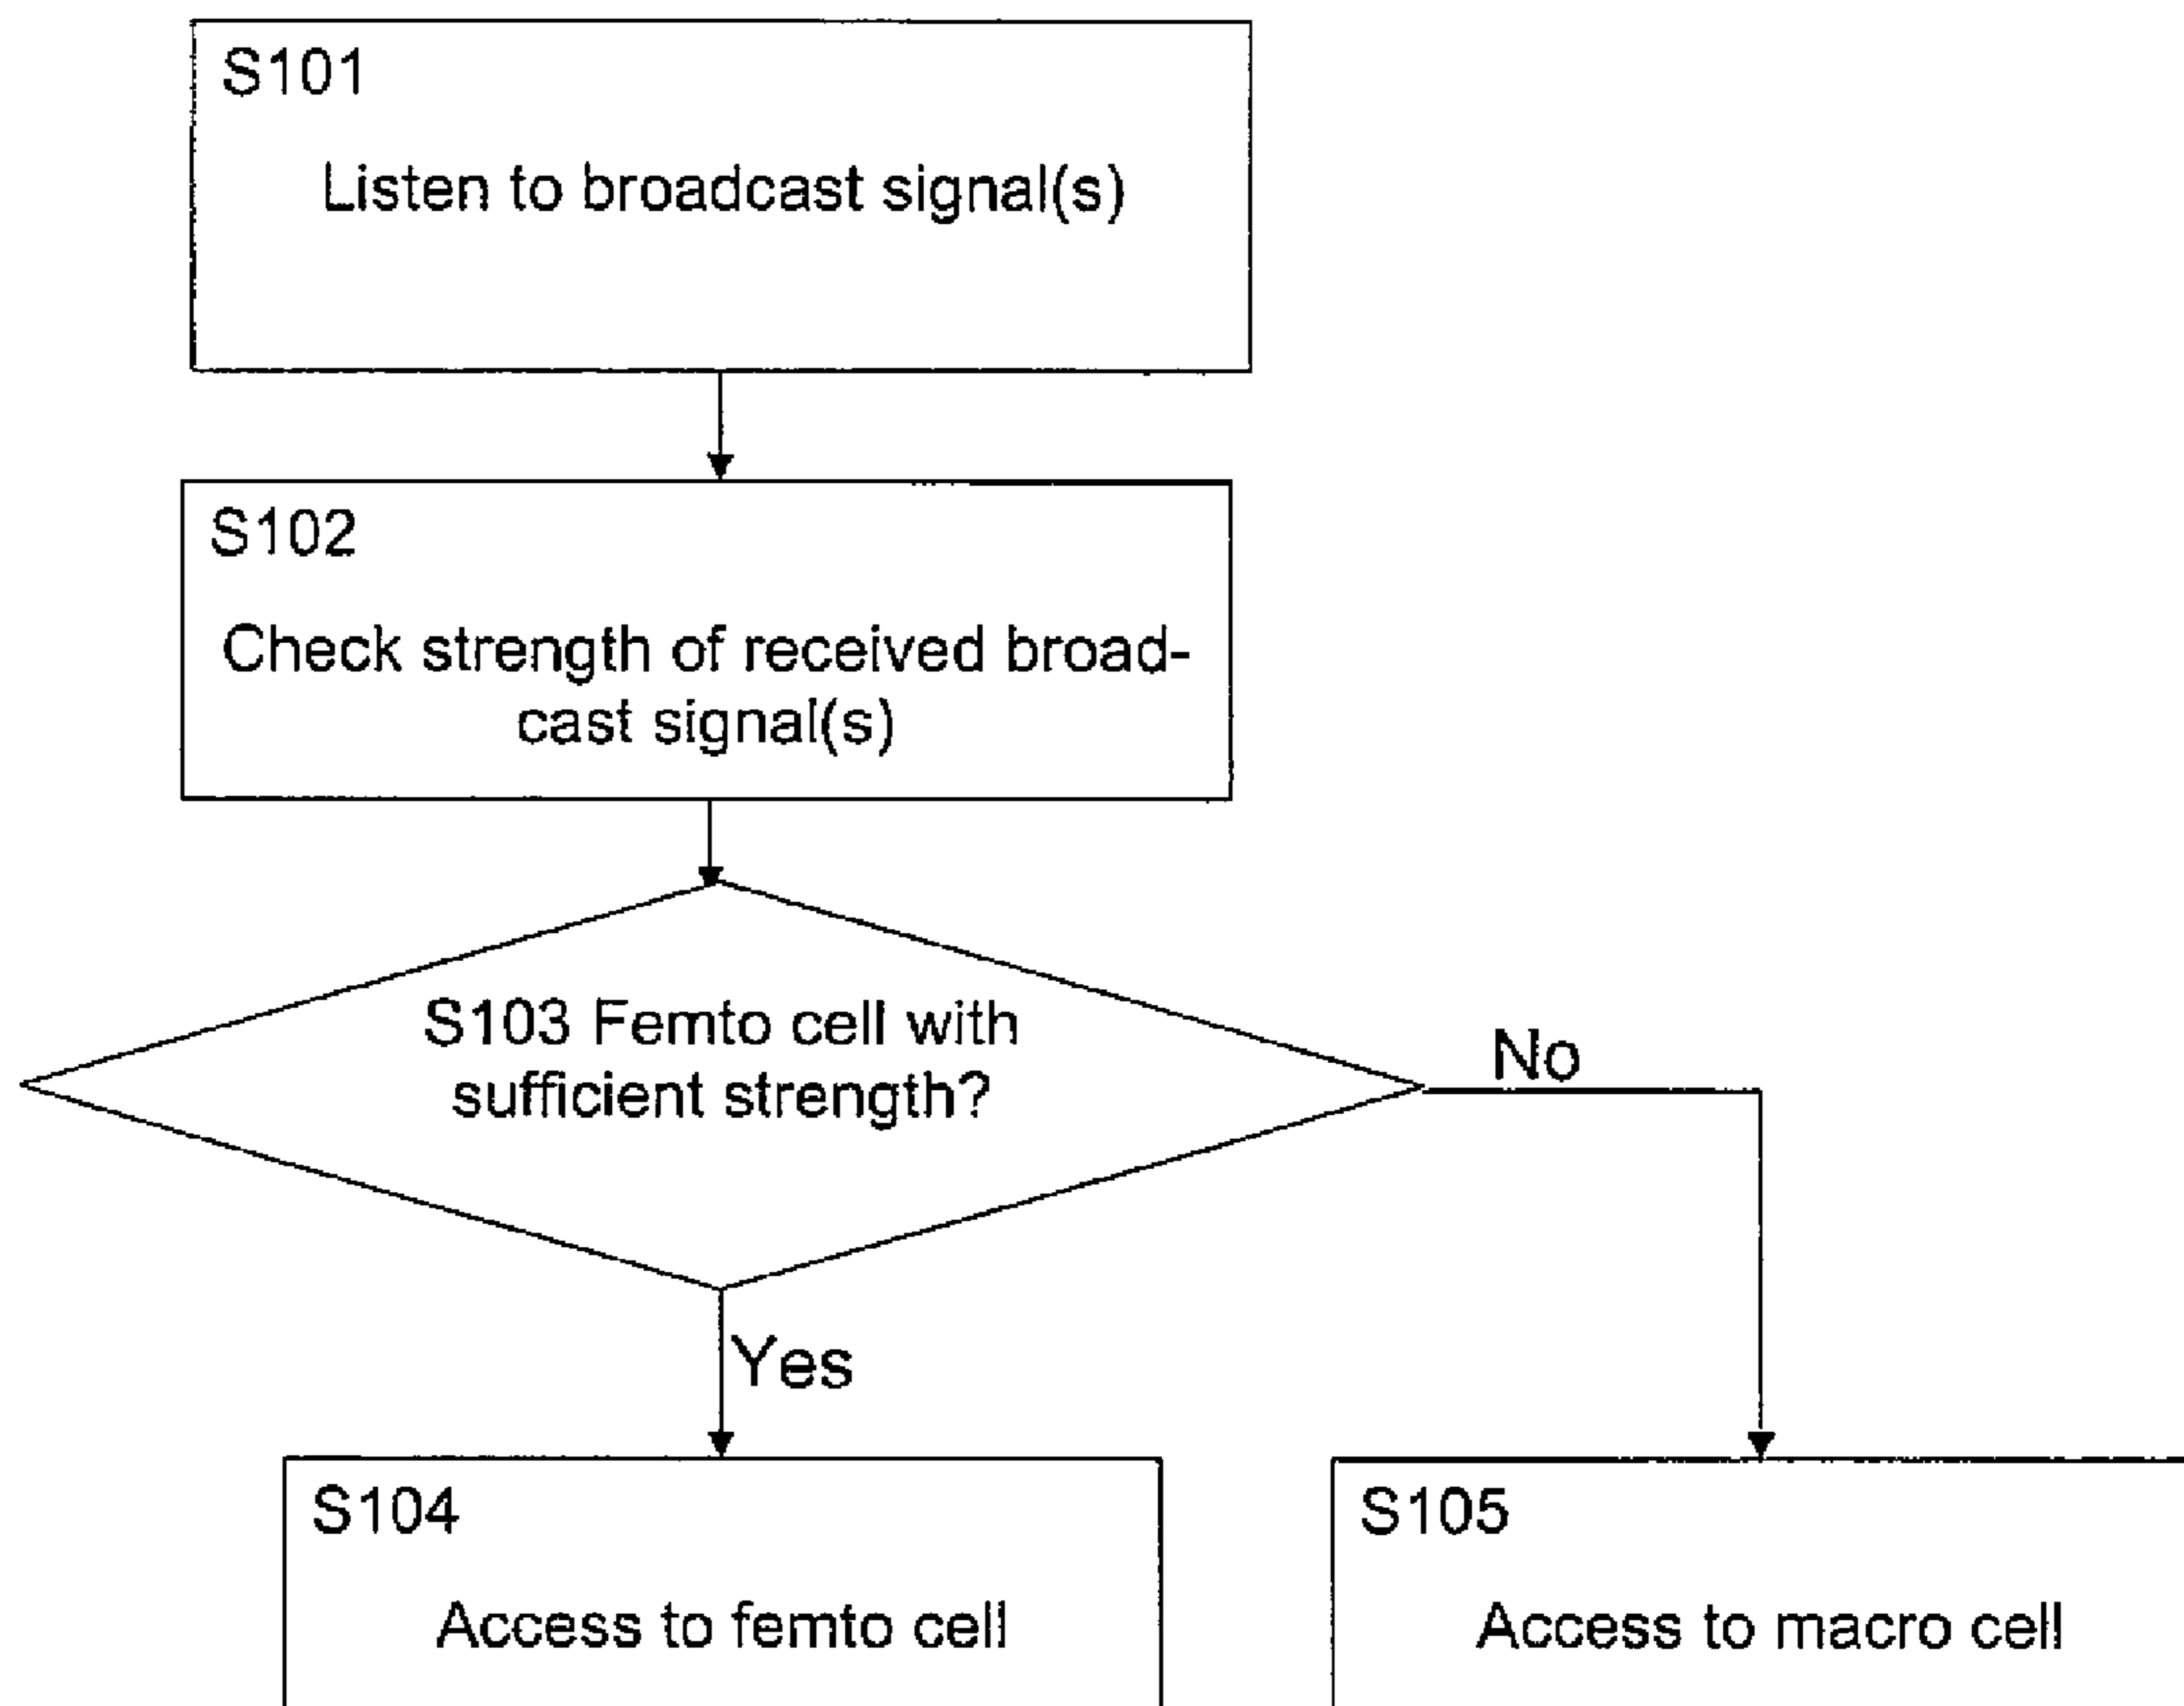 S101
Listen to broadcast signal(s)
S102
Check strength of received broad-
cast signal(s)
S103 Femto cell with
sufficient strength?
No
Yes
S104
Access to femto cell
S105
Access to macro cell